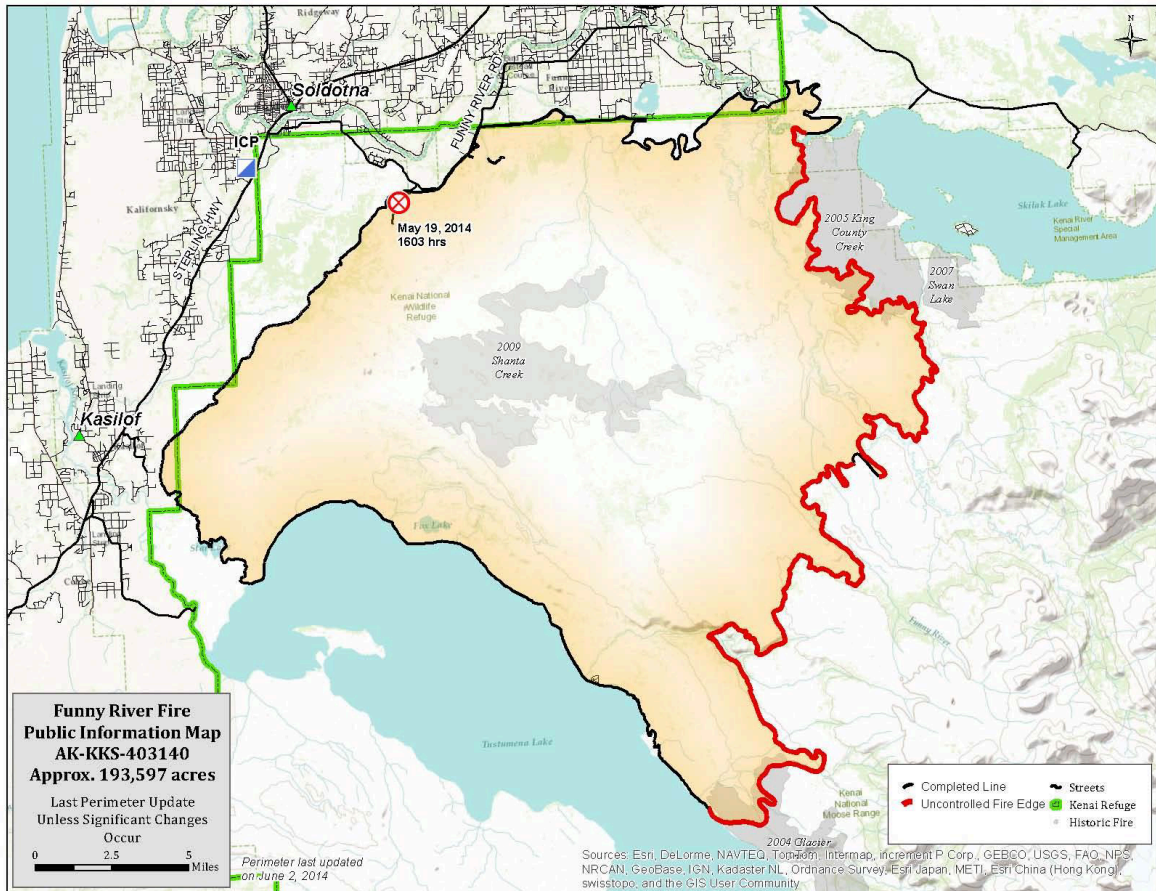 N
Ridgeway
Soldotna
FUNNY RIVER RD
Funny
River
ICP
Kalifornsky
STERLING HWY
May 19, 2014
1603 hrs
Kenai National
Wildlife
Refuge
2005 King
County
Creek
Skilak Lake
Kenai River
Special
Management Area
2007
Swan
Lake
2009
Shanta
Creek
Landing
Kasilof
Fox Lake
Funny River
Tustumena Lake
Kenai
National
Moose Range
2004 Glacier
Funny River Fire
Public Information Map
AK-KKS-403140
Approx. 193,597 acres
Last Perimeter Update
Unless Significant Changes
Occur
0 2.5 5
Miles
Perimeter last updated
on June 2, 2014
Completed Line
Uncontrolled Fire Edge
Streets
Kenai Refuge
Historic Fire
Sources: Esri, DeLorme, NAVTEQ, TomTom, Intermap, increment P Corp., GEBCO, USGS, FAO, NPS,
NRCAN, GeoBase, IGN, Kadaster NL, Ordnance Survey, Esri Japan, METI, Esri China (Hong Kong),
swisstopo, and the GIS User Community